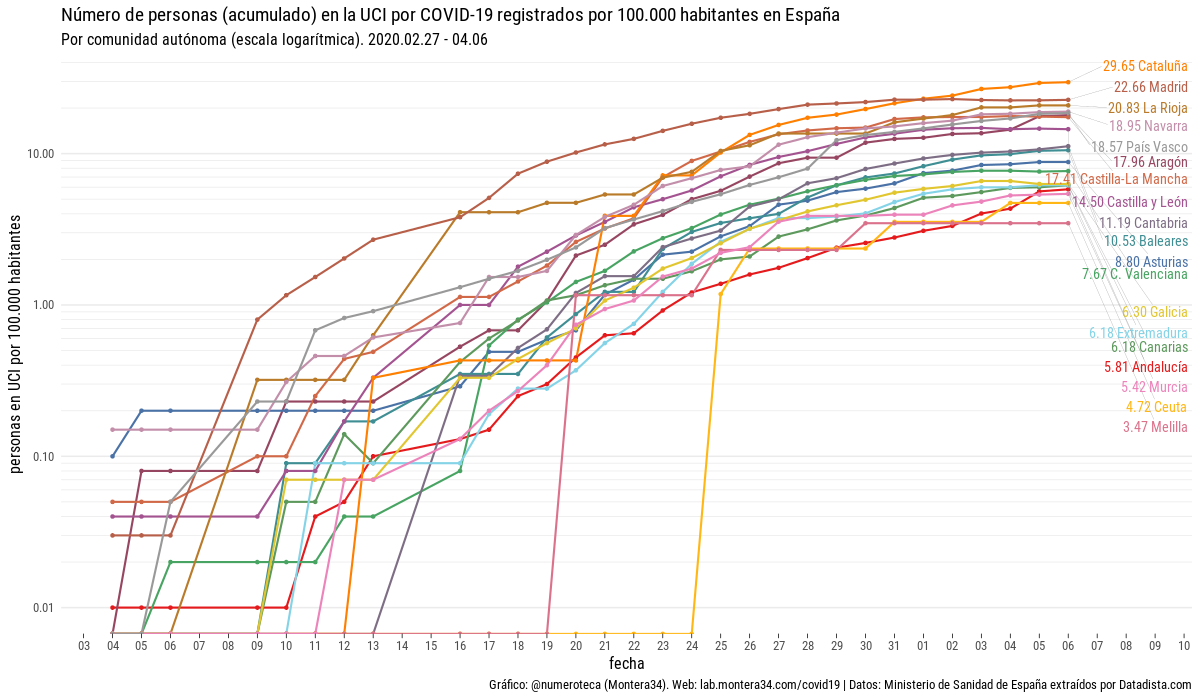 Número de personas (acumulado) en la UCI por COVID-19 registrados por 100.000 habitantes en España
Por comunidad autónoma (escala logarítmica). 2020.02.27 - 04.06
personas en UCI por 100.000 habitantes
10.00
1.00
0.10
0.01
29.65 Cataluña
22.66 Madrid
20.83 La Rioja
18.95 Navarra
18.57 País Vasco
17.96 Aragón
17.41 Castilla-La Mancha
14.50 Castilla y León
11.19 Cantabria
10.53 Baleares
8.80 Asturias
7.67 C. Valenciana
6.30 Galicia
6.18 Extremadura
6.18 Canarias
5.81 Andalucía
5.42 Murcia
4.72 Ceuta
3.47 Melilla
03 04 05 06 07 08 09 10 11 12 13 14 15 16 17 18 19 20 21 22 23 24 25 26 27 28 29 30 31 01 02 03 04 05 06 07 08 09 10
fecha
Gráfico: @numeroteca (Montera34). Web: lab.montera34.com/covid19 | Datos: Ministerio de Sanidad de España extraídos por Datadista.com